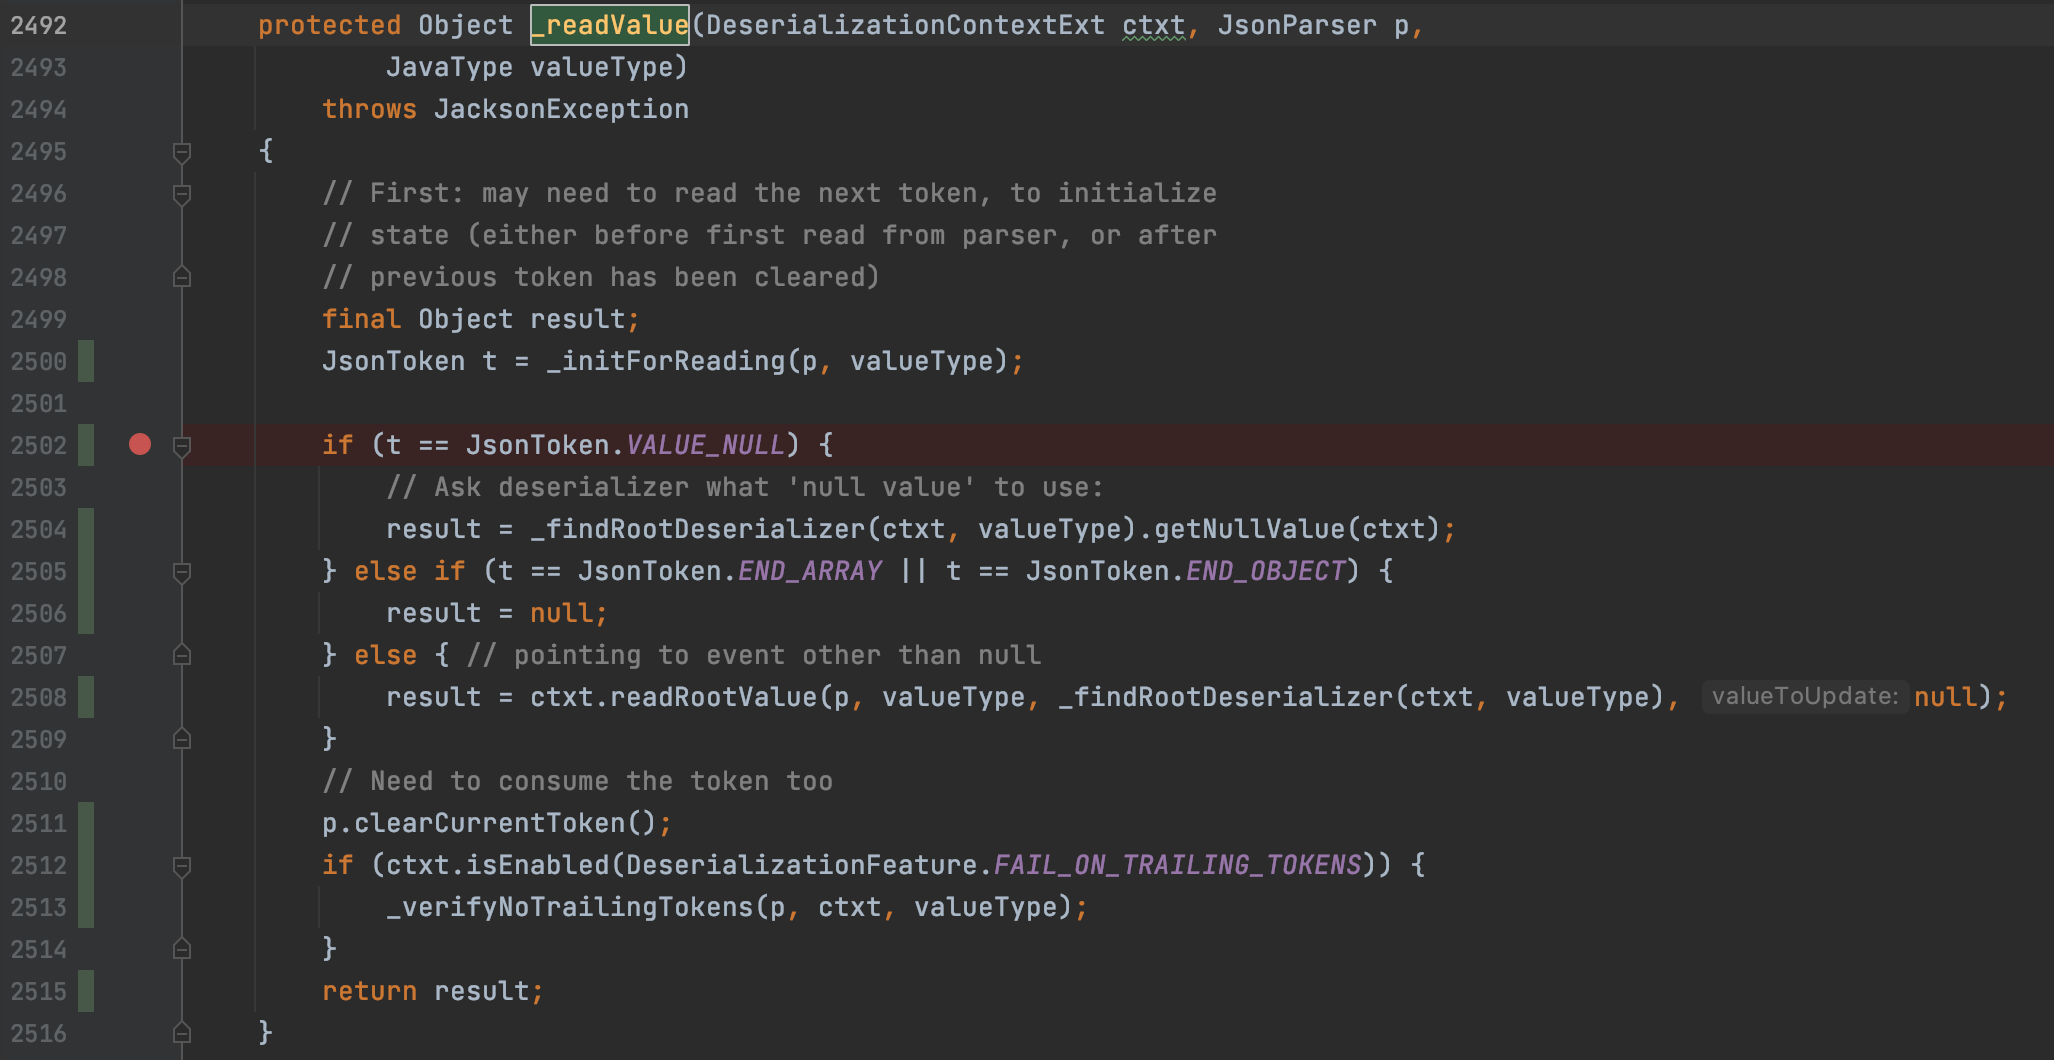 2492 protected Object _readValue(DeserializationContextExt ctxt, JsonParser p,
2493 JavaType valueType)
2494 throws JacksonException
2495 {
2496 // First: may need to read the next token, to initialize
2497 // state (either before first read from parser, or after
2498 // previous token has been cleared)
2499 final Object result;
2500 JsonToken t = _initForReading(p, valueType);
2501
2502 if (t == JsonToken.VALUE_NULL) {
2503 // Ask deserializer what 'null value' to use:
2504 result = _findRootDeserializer(ctxt, valueType).getNullValue(ctxt);
2505 } else if (t == JsonToken.END_ARRAY || t == JsonToken.END_OBJECT) {
2506 result = null;
2507 } else { // pointing to event other than null
2508 result = ctxt.readRootValue(p, valueType, _findRootDeserializer(ctxt, valueType), valueToUpdate: null);
2509 }
2510 // Need to consume the token too
2511 p.clearCurrentToken();
2512 if (ctxt.isEnabled(DeserializationFeature.FAIL_ON_TRAILING_TOKENS)) {
2513 _verifyNoTrailingTokens(p, ctxt, valueType);
2514 }
2515 return result;
2516 }